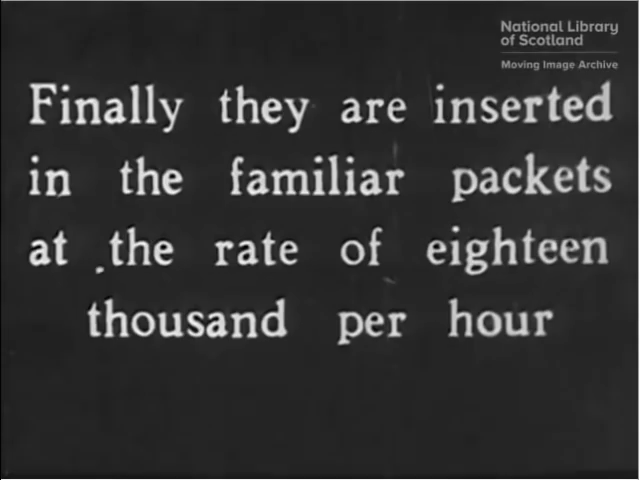 National Library
of Scotland
Moving Image Archive
Finally they are inserted
in the familiar packets
at the rate of eighteen
thousand per hour